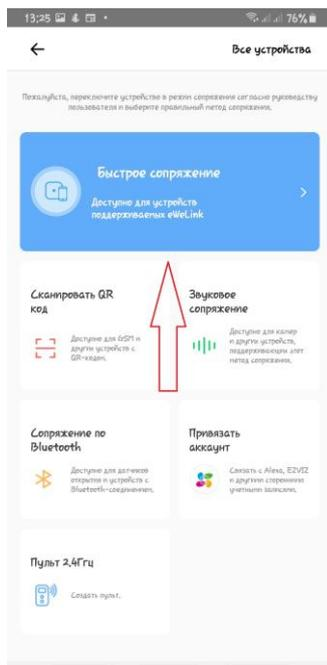 13:25 76%
Все устройства
Пожалуйста, переключите устройство в режим сопряжения согласно руководству
пользователя и выберите правильный метод сопряжения.
Быстрое сопряжение
Доступно для устройств
поддерживаемых eWeLink
Сканировать QR
код
Доступно для GSM и
других устройств с
QR-кодом.
Звуковое
сопряжение
Доступно для камер
и других устройств,
поддерживающих этот
метод сопряжения.
Сопряжение по
Bluetooth
Доступно для датчиков
открытия и устройств с
Bluetooth-соединением.
Привязать
аккаунт
Связать с Alexa, EZVIZ
и другими сторонними
учетными записями.
Пульт 2,4Ггц
Создать пульт.